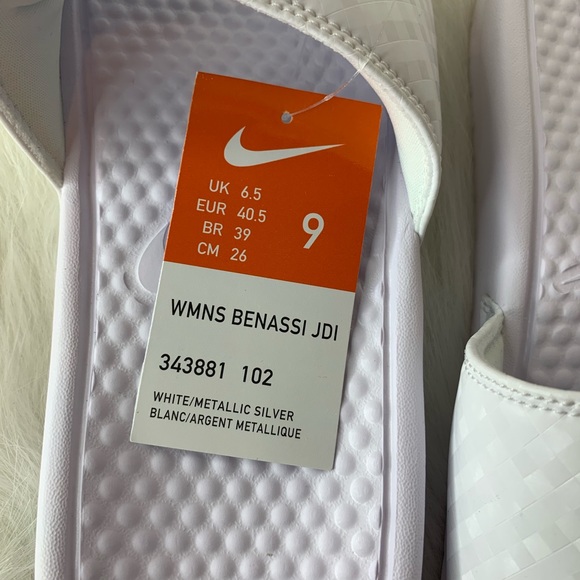 UK 6.5
EUR 40.5
BR 39
CM 26
9
WMNS BENASSI JDI
343881 102
WHITE/METALLIC SILVER
BLANC/ARGENT METALLIQUE